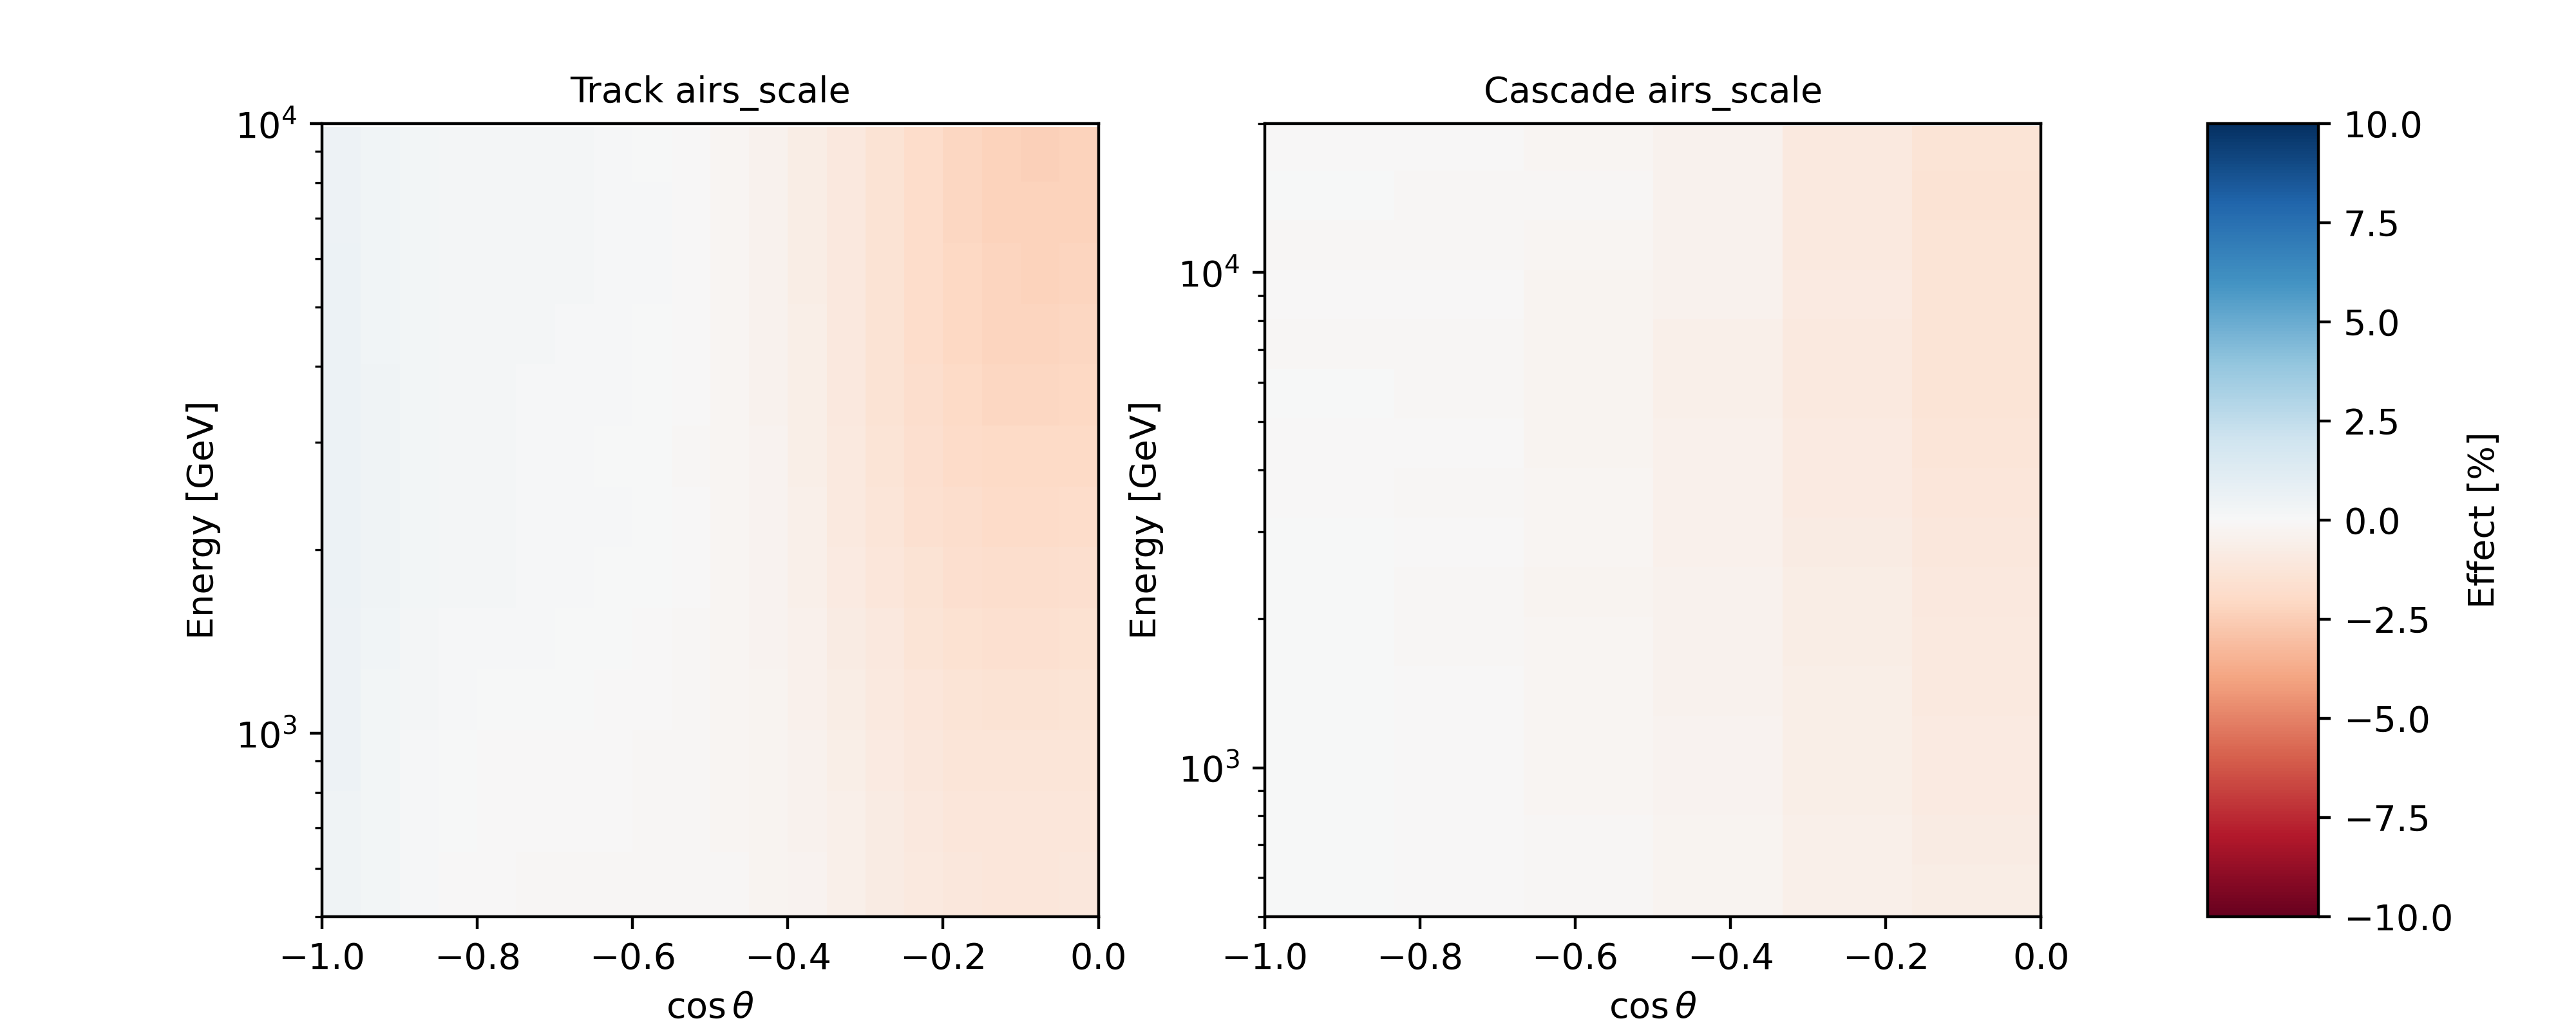 Track airs_scale
10⁴
10³
Energy [GeV]
−1.0 −0.8 −0.6 −0.4 −0.2 0.0
cos θ
Cascade airs_scale
10⁴
10³
Energy [GeV]
−1.0 −0.8 −0.6 −0.4 −0.2 0.0
cos θ
10.0
7.5
5.0
2.5
0.0
−2.5
−5.0
−7.5
−10.0
Effect [%]